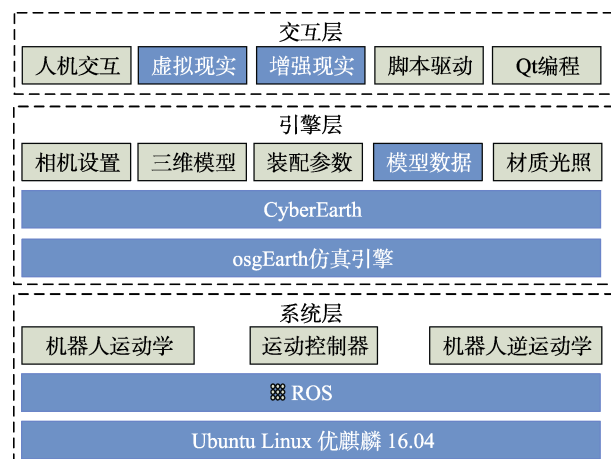 交互层
人机交互 虚拟现实 增强现实 脚本驱动 Qt编程
引擎层
相机设置 三维模型 装配参数 模型数据 材质光照
CyberEarth
osgEarth仿真引擎
系统层
机器人运动学 运动控制器 机器人逆运动学
ROS
Ubuntu Linux 优麒麟 16.04